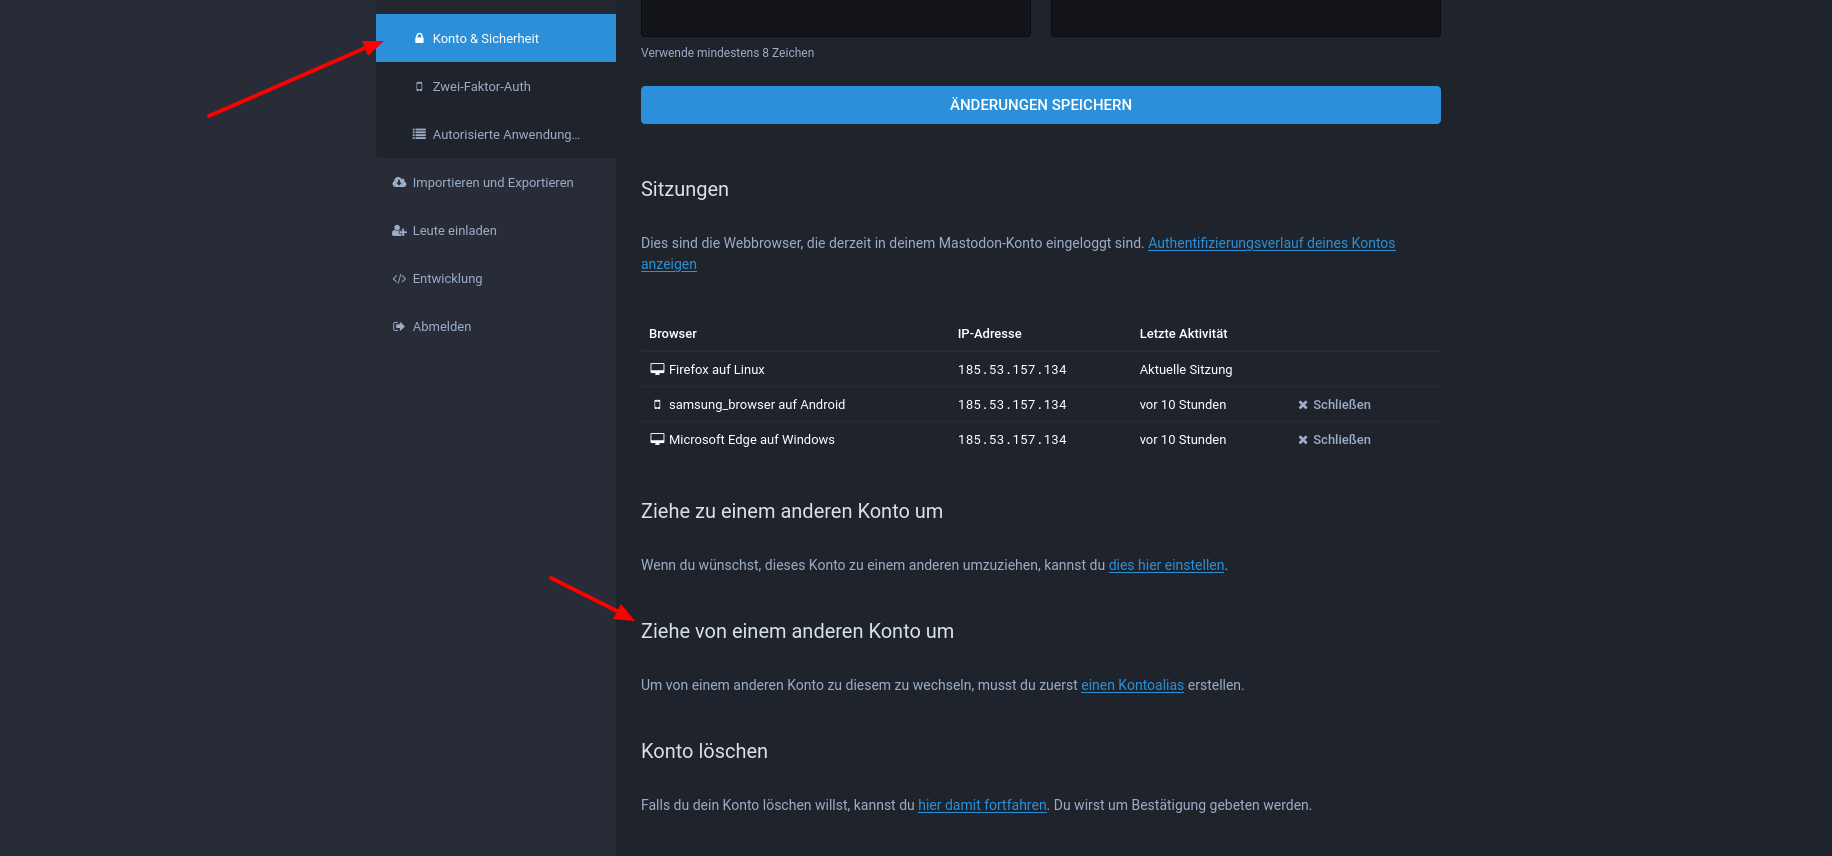 Konto & Sicherheit
Zwei-Faktor-Auth
Autorisierte Anwendung…
Importieren und Exportieren
Leute einladen
Entwicklung
Abmelden
Verwende mindestens 8 Zeichen
ÄNDERUNGEN SPEICHERN
Sitzungen
Dies sind die Webbrowser, die derzeit in deinem Mastodon-Konto eingeloggt sind. Authentifizierungsverlauf deines Kontos
anzeigen
Browser IP-Adresse Letzte Aktivität
Firefox auf Linux 185.53.157.134 Aktuelle Sitzung
samsung_browser auf Android 185.53.157.134 vor 10 Stunden Schließen
Microsoft Edge auf Windows 185.53.157.134 vor 10 Stunden Schließen
Ziehe zu einem anderen Konto um
Wenn du wünschst, dieses Konto zu einem anderen umzuziehen, kannst du dies hier einstellen.
Ziehe von einem anderen Konto um
Um von einem anderen Konto zu diesem zu wechseln, musst du zuerst einen Kontoalias erstellen.
Konto löschen
Falls du dein Konto löschen willst, kannst du hier damit fortfahren. Du wirst um Bestätigung gebeten werden.